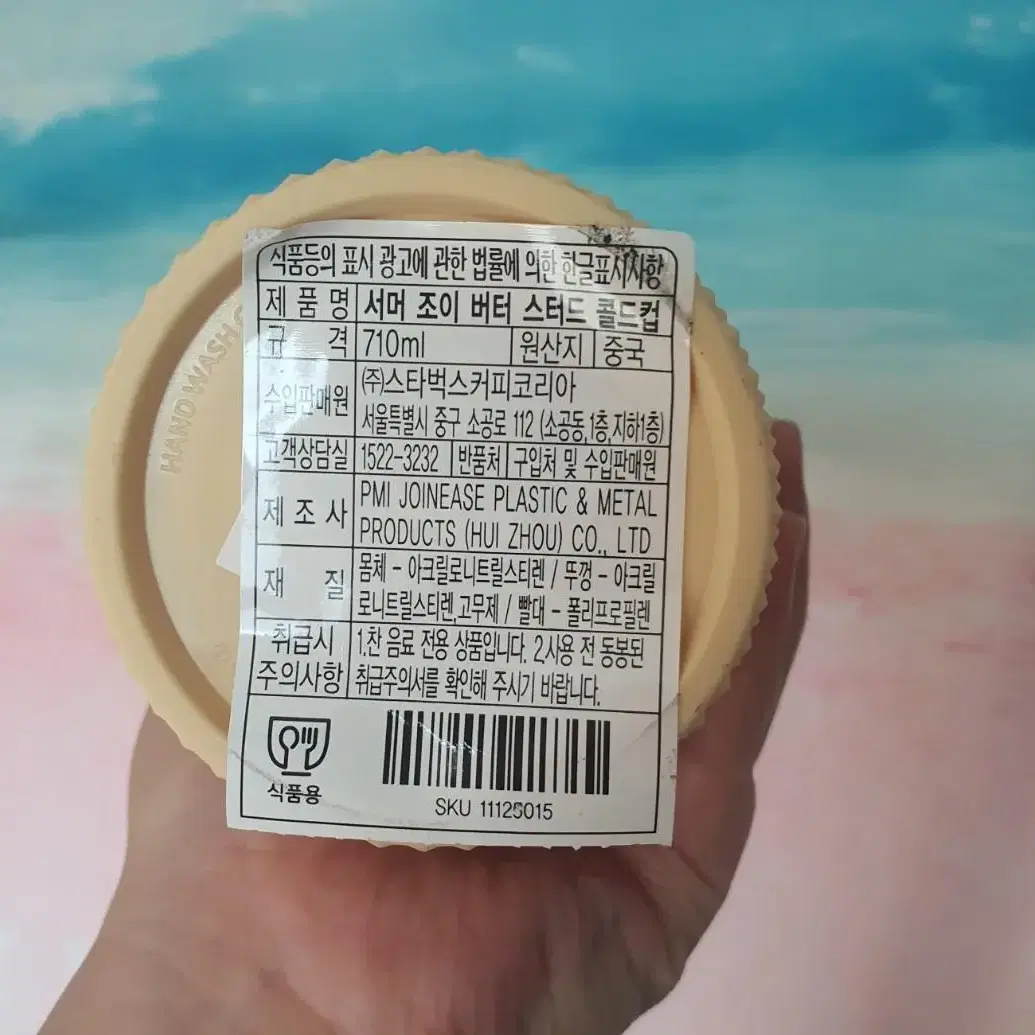 식품등의 표시 광고에 관한 법률에 의한 한글표시사항
제 품 명 서머 조이 버터 스터드 콜드컵
규 격 710ml 원산지 중국
수입판매원 (주)스타벅스커피코리아
서울특별시 중구 소공로 112 (소공동,1층,지하1층)
고객상담실 1522-3232 반품처 구입처 및 수입판매원
제 조 사 PMI JOINEASE PLASTIC & METAL
PRODUCTS (HUI ZHOU) CO., LTD
재 질 몸체 - 아크릴로니트릴스티렌 / 뚜껑 - 아크릴
로니트릴스티렌,고무제 / 빨대 - 폴리프로필렌
취급시 1.찬 음료 전용 상품입니다. 2.사용 전 동봉된
주의사항 취급주의서를 확인해 주시기 바랍니다.
식품용
SKU 11125015
HAND WASH